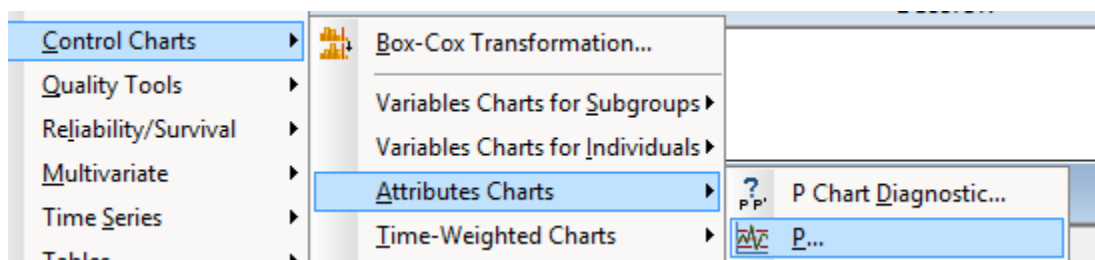 Control Charts
Quality Tools
Reliability/Survival
Multivariate
Time Series
Box-Cox Transformation...
Variables Charts for Subgroups
Variables Charts for Individuals
Attributes Charts
Time-Weighted Charts
P Chart Diagnostic...
P...